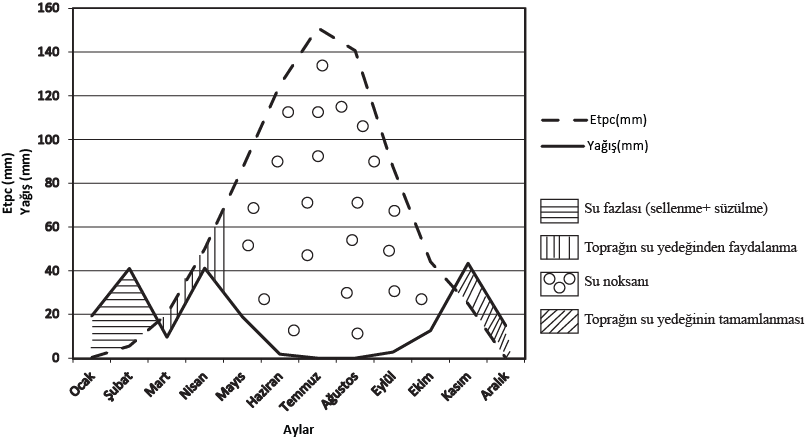 Etpc (mm)
Yağış (mm)
160
140
120
100
80
60
40
20
0
Ocak
Şubat
Mart
Nisan
Mayıs
Haziran
Temmuz
Ağustos
Eylül
Ekim
Kasım
Aralık
Aylar
Etpc(mm)
Yağış(mm)
Su fazlası (sellenme+ süzülme)
Toprağın su yedeğinden faydalanma
Su noksanı
Toprağın su yedeğinin tamamlanması